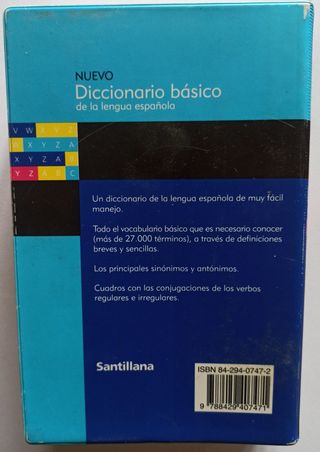 NUEVO
Diccionario básico
de la lengua española
V W X Y Z
W X Y Z A
X Y Z A B
Y Z A B C
Un diccionario de la lengua española de muy fácil
manejo.
Todo el vocabulario básico que es necesario conocer
(más de 27.000 términos), a través de definiciones
breves y sencillas.
Los principales sinónimos y antónimos.
Cuadros con las conjugaciones de los verbos
regulares e irregulares.
Santillana
ISBN 84-294-0747-2
9 788429 407471